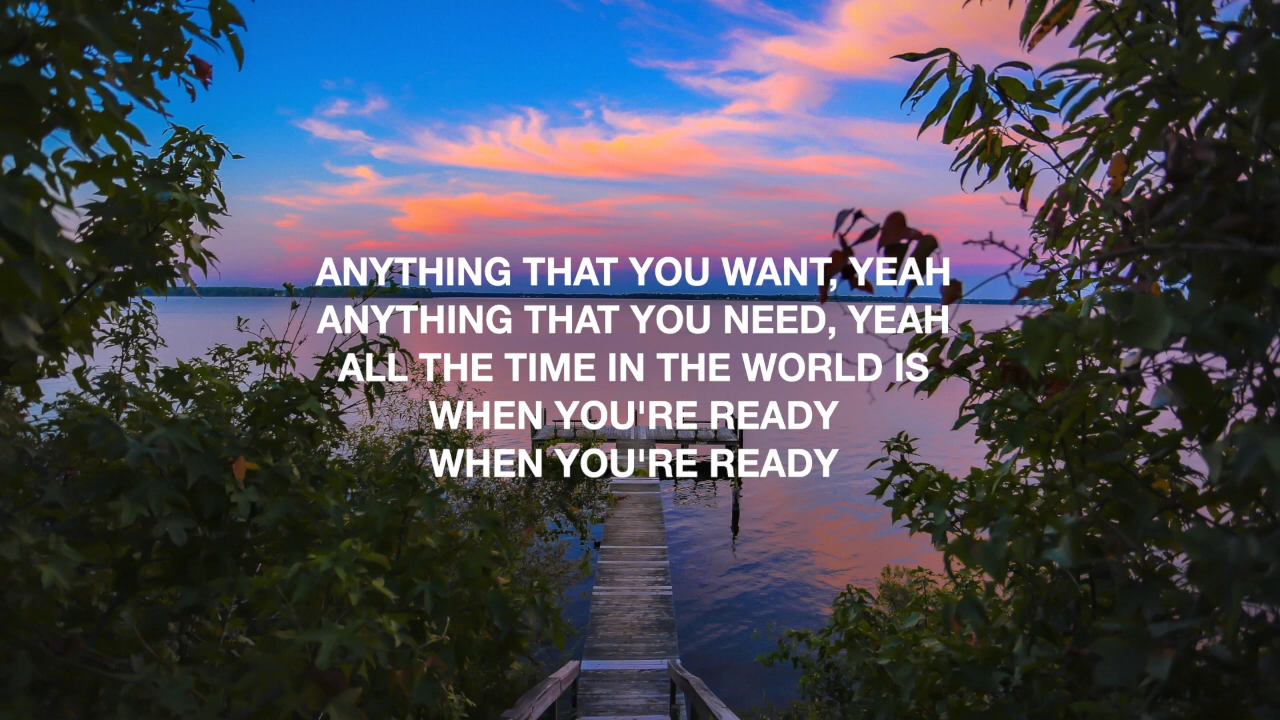 ANYTHING THAT YOU WANT, YEAH
ANYTHING THAT YOU NEED, YEAH
ALL THE TIME IN THE WORLD IS
WHEN YOU'RE READY
WHEN YOU'RE READY